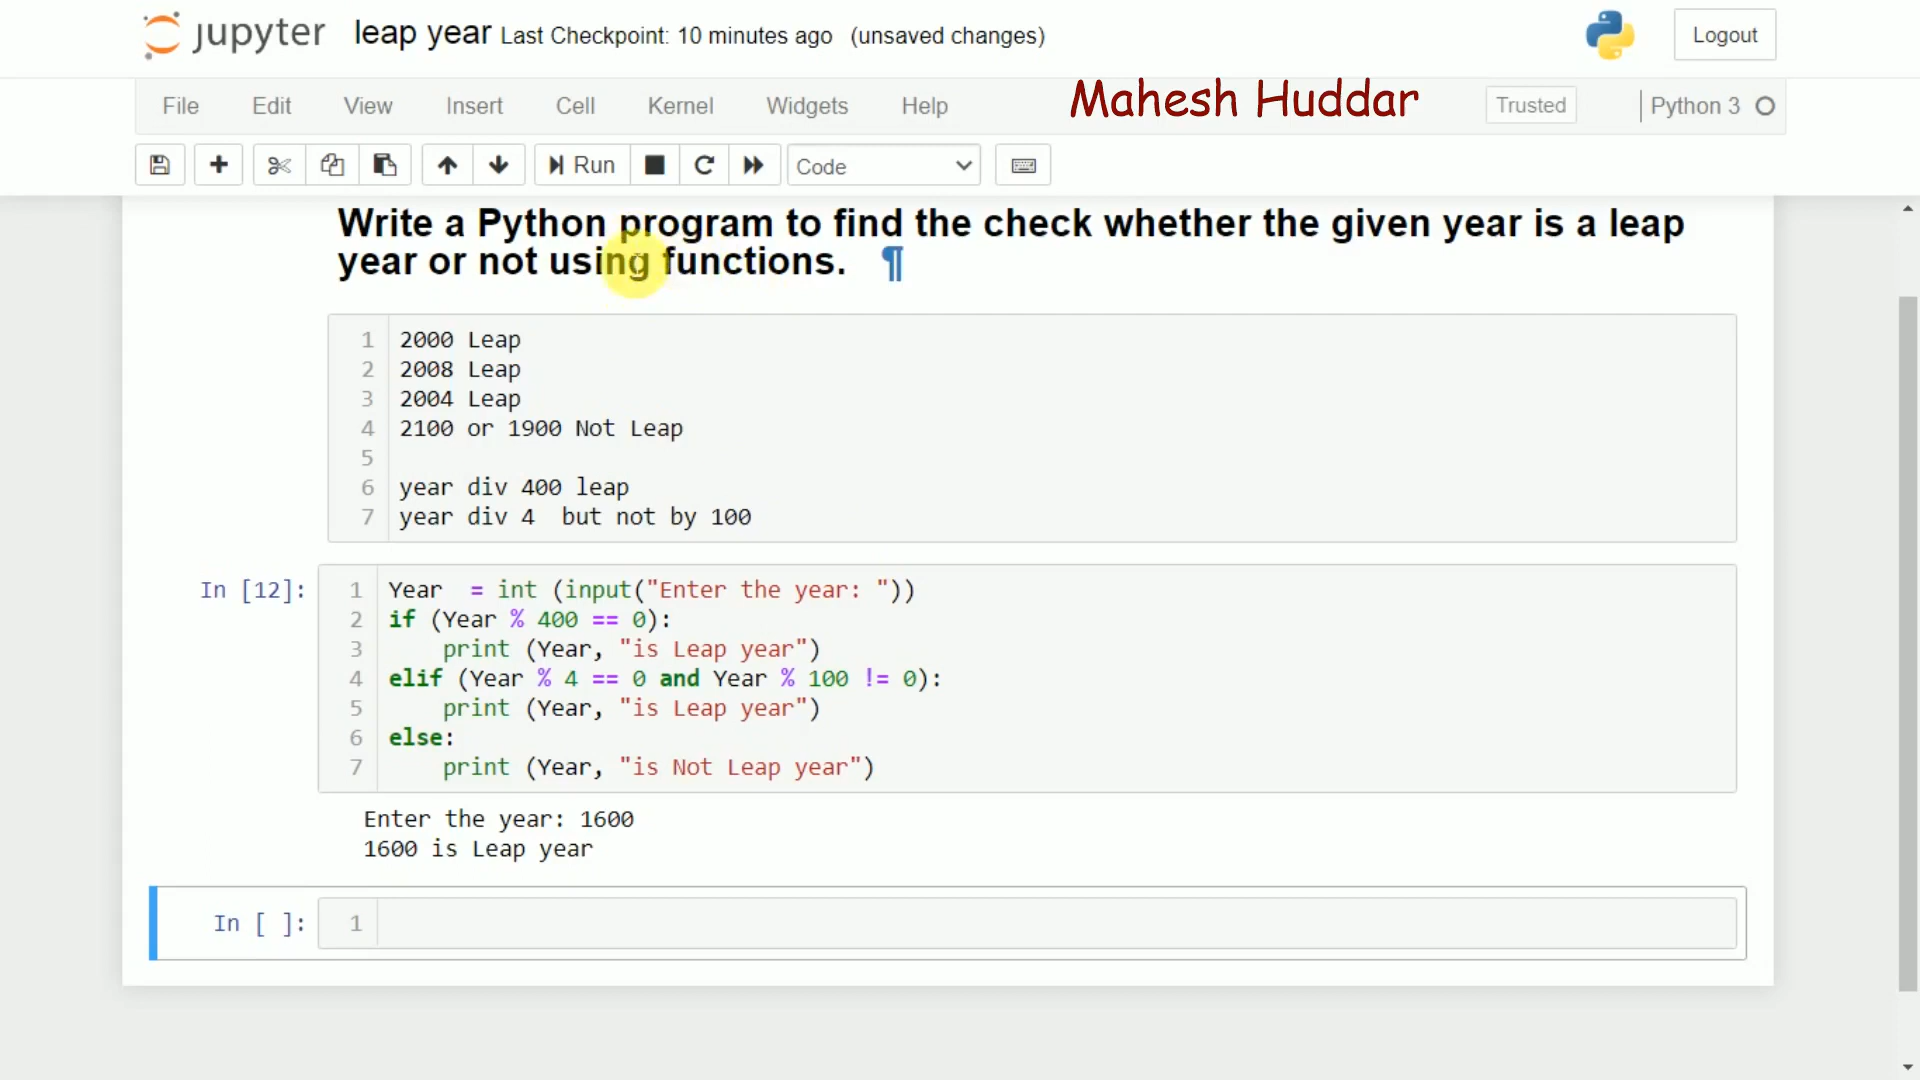 jupyter leap year Last Checkpoint: 10 minutes ago (unsaved changes) Logout
File Edit View Insert Cell Kernel Widgets Help Mahesh Huddar Trusted Python 3
Run Code
Write a Python program to find the check whether the given year is a leap
year or not using functions. ¶
1 2000 Leap
2 2008 Leap
3 2004 Leap
4 2100 or 1900 Not Leap
5
6 year div 400 leap
7 year div 4  but not by 100
In [12]: 1 Year  = int (input("Enter the year: "))
2 if (Year % 400 == 0):
3     print (Year, "is Leap year")
4 elif (Year % 4 == 0 and Year % 100 != 0):
5     print (Year, "is Leap year")
6 else:
7     print (Year, "is Not Leap year")
Enter the year: 1600
1600 is Leap year
In [ ]: 1